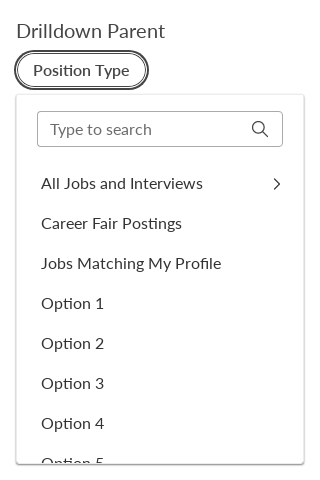 Drilldown Parent
Position Type
Type to search
All Jobs and Interviews
Career Fair Postings
Jobs Matching My Profile
Option 1
Option 2
Option 3
Option 4
Option 5